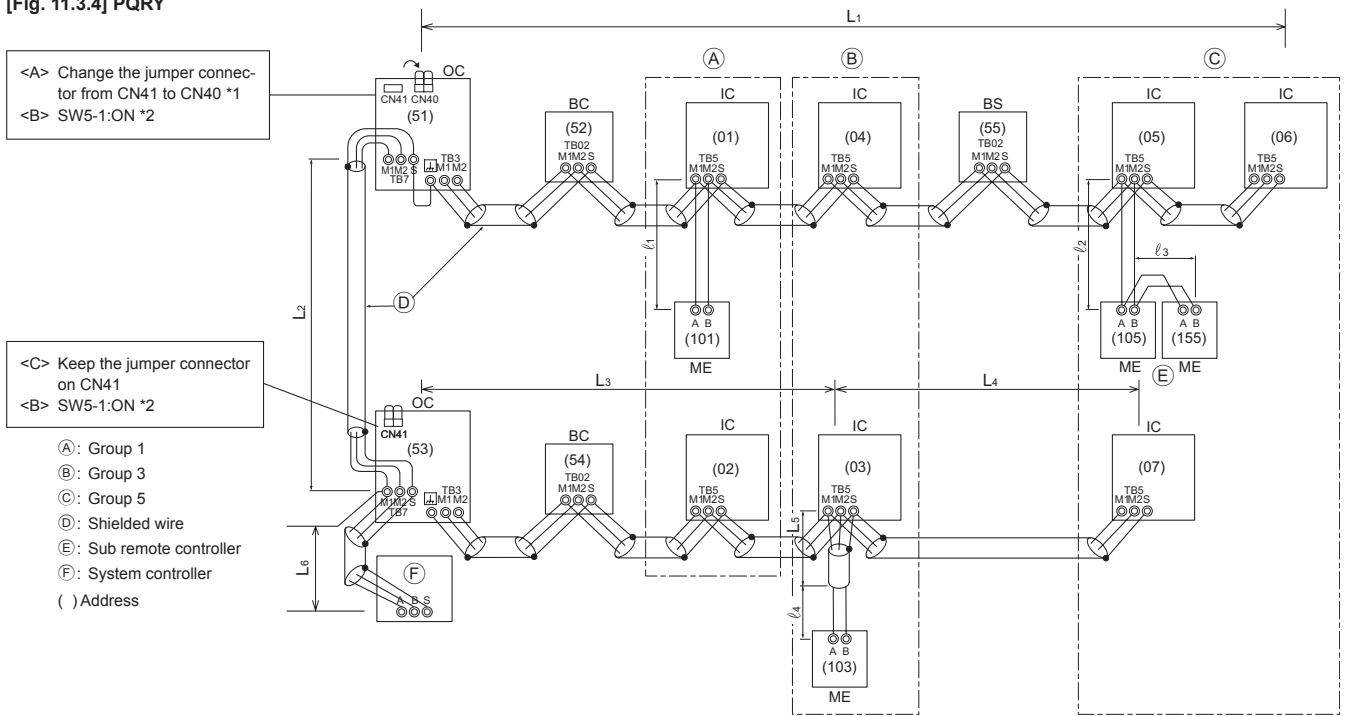 [Fig. 11.3.4] PQRY
L1
<A> Change the jumper connec-
tor from CN41 to CN40 *1
<B> SW5-1:ON *2
OC
CN41 CN40
(51)
M1M2 S
TB7
TB3
M1 M2
BC
(52)
TB02
M1M2 S
A
IC
(01)
TB5
M1M2S
B
IC
(04)
TB5
M1M2S
BS
(55)
TB02
M1M2 S
C
IC
(05)
TB5
M1M2S
IC
(06)
TB5
M1M2S
L2
D
ℓ1
A B
(101)
ME
ℓ2
ℓ3
A B
(105)
ME
A B
(155)
ME
E
<C> Keep the jumper connector
on CN41
<B> SW5-1:ON *2
L3
L4
OC
CN41
(53)
M1M2 S
TB7
TB3
M1 M2
BC
(54)
TB02
M1M2 S
IC
(02)
TB5
M1M2S
IC
(03)
TB5
M1M2S
IC
(07)
TB5
M1M2S
A: Group 1
B: Group 3
C: Group 5
D: Shielded wire
E: Sub remote controller
F: System controller
( ) Address
L6
F
A B S
L5
ℓ4
A B
(103)
ME